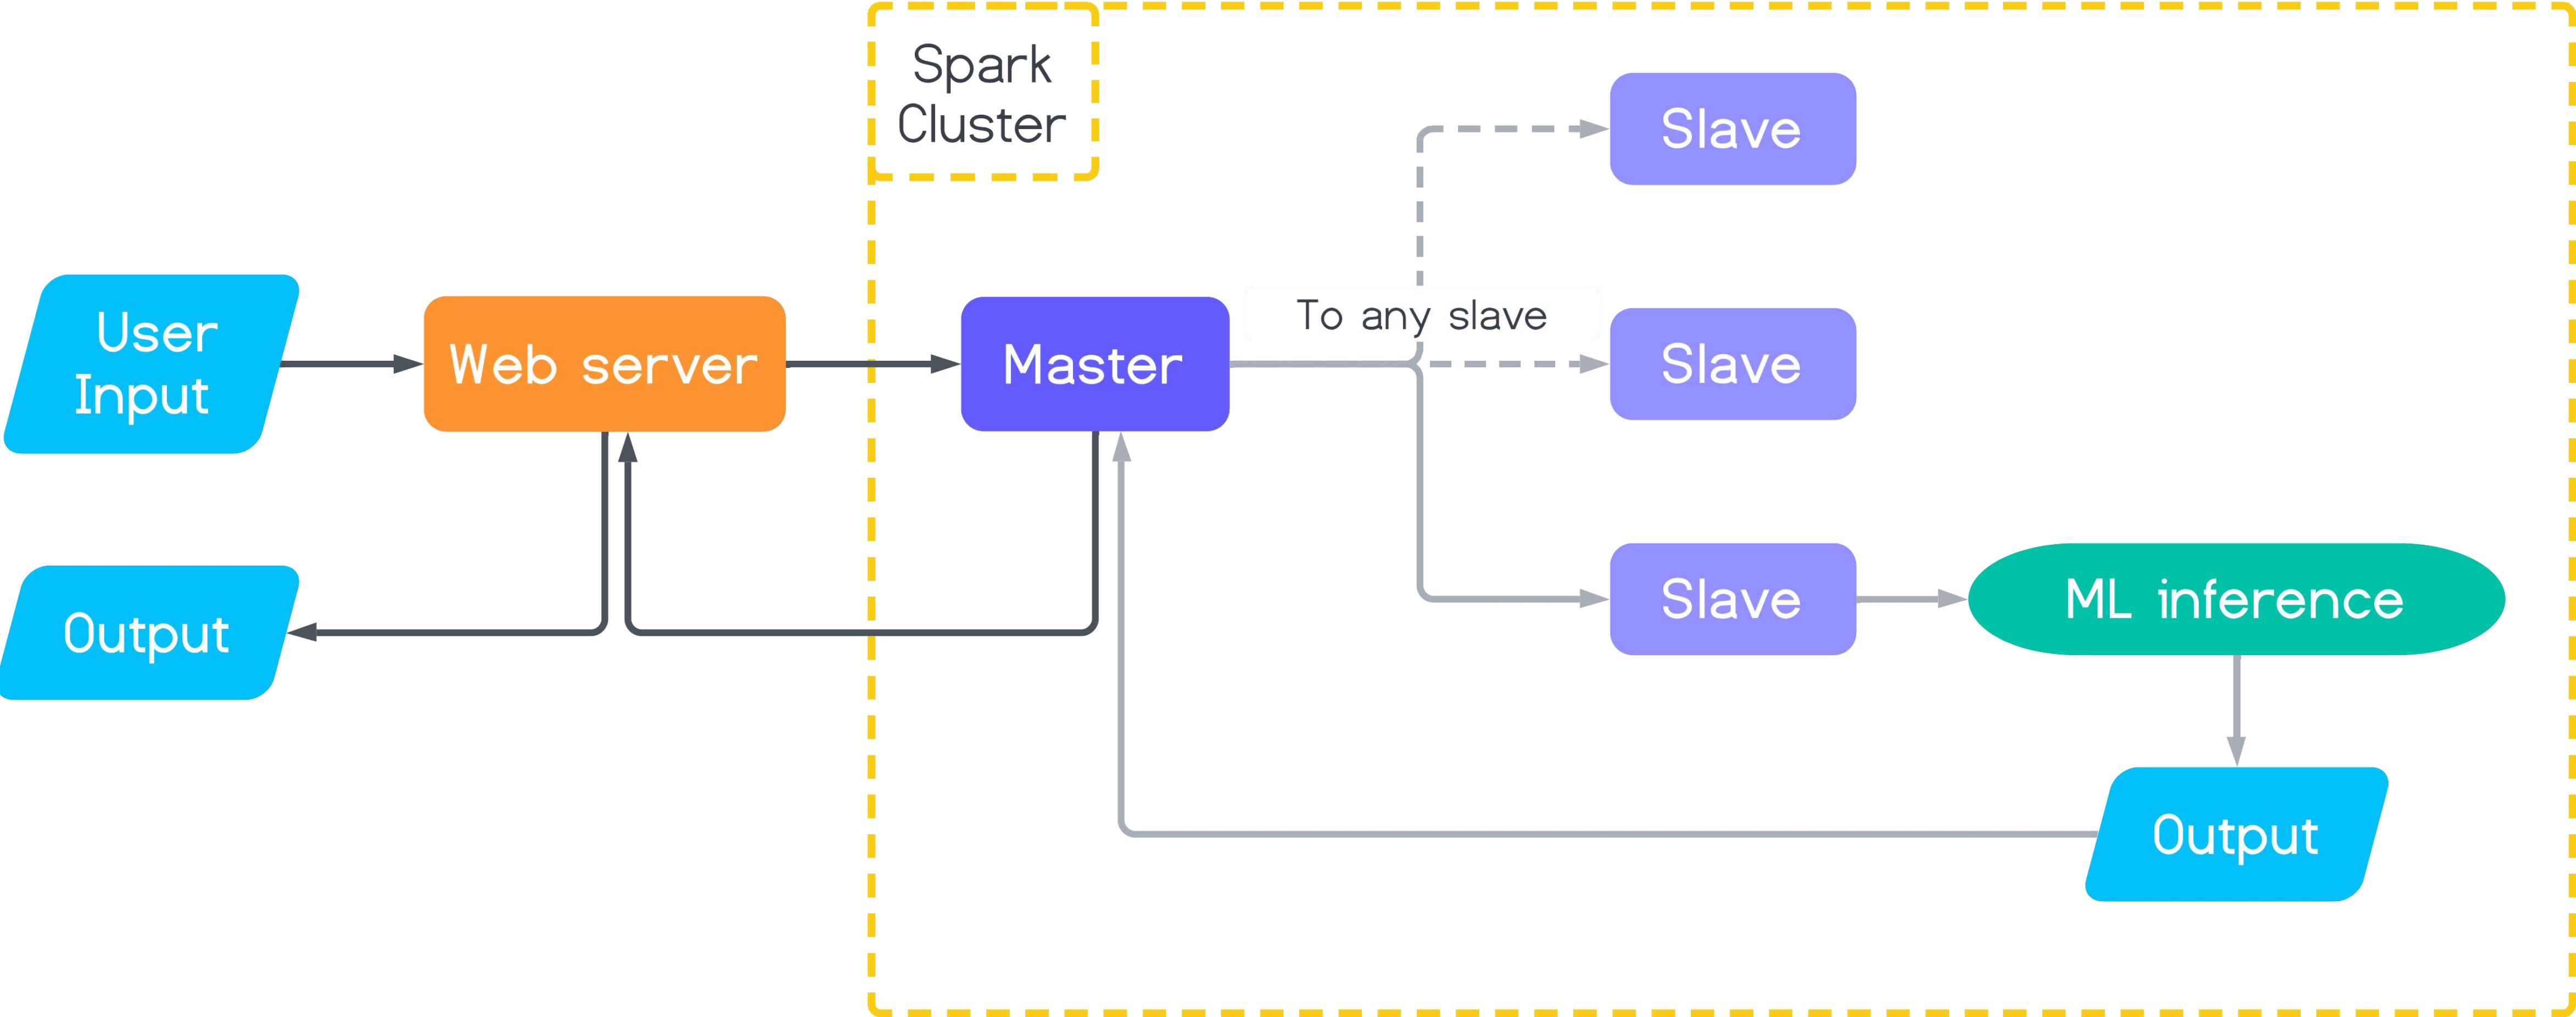 Spark
Cluster
Slave
User
Input
Web server
Master
To any slave
Slave
Output
Slave
ML inference
Output